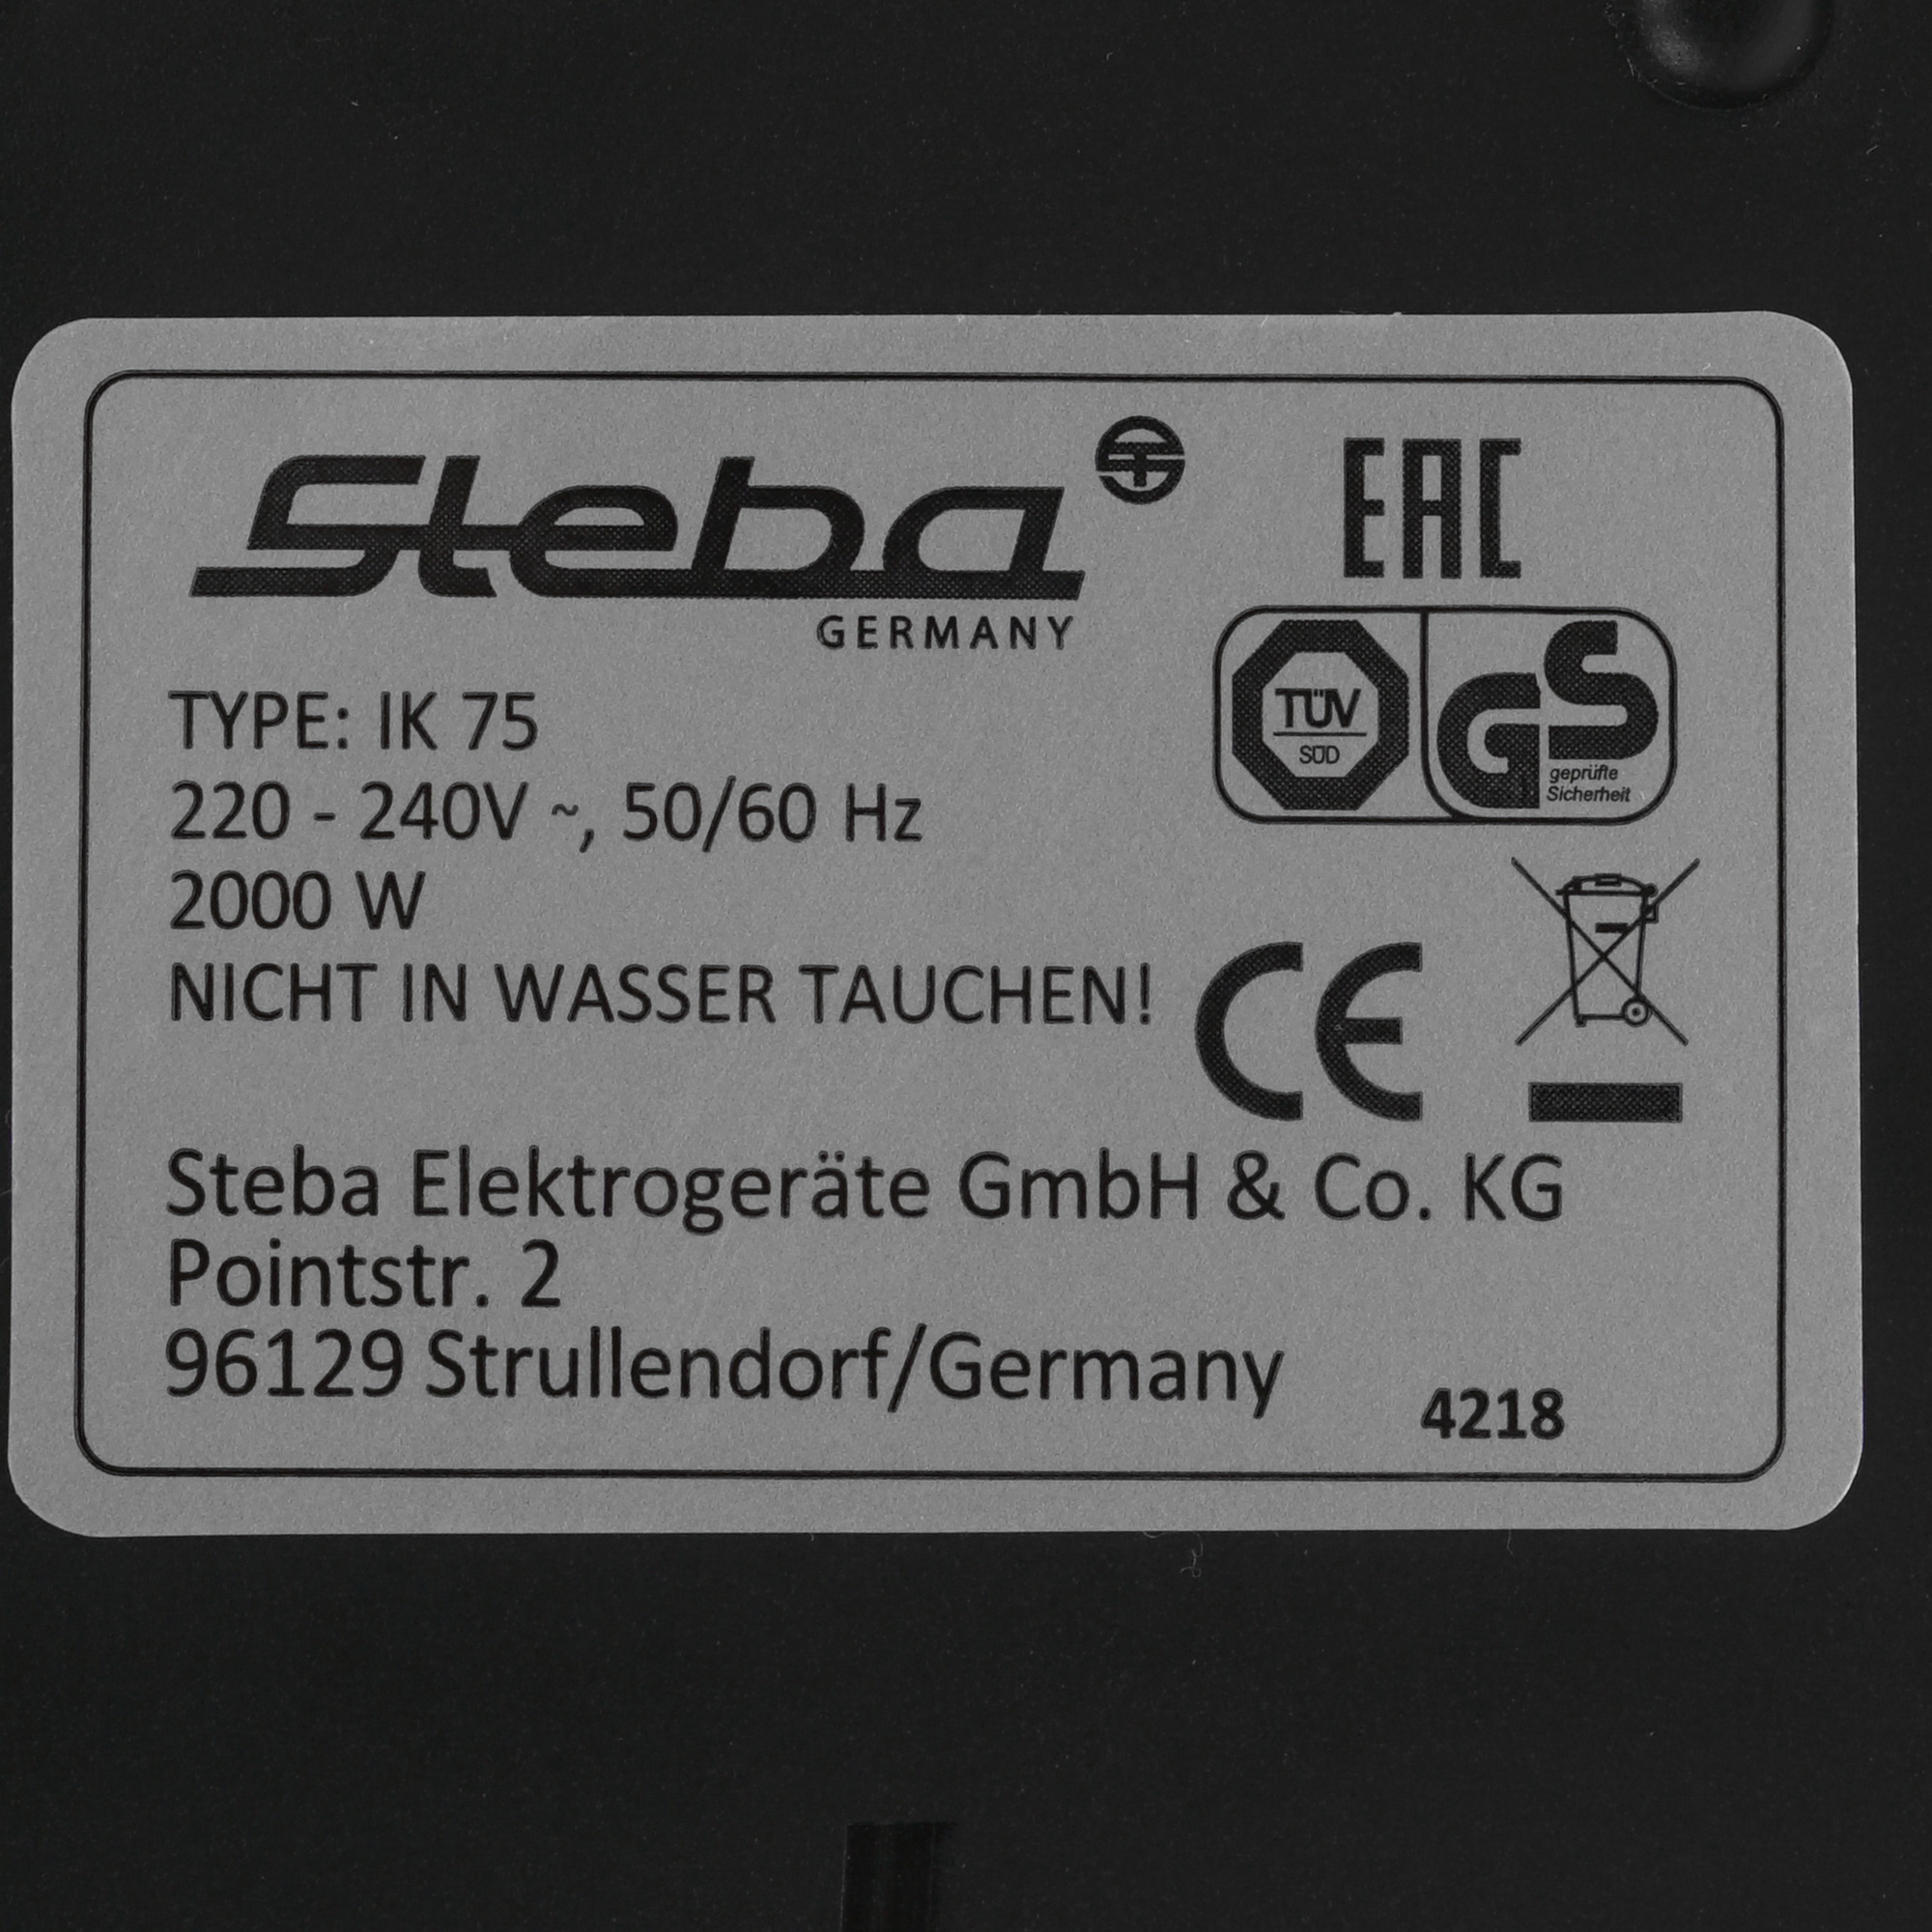 Steba
GERMANY
EAC
TÜV
SÜD
GS
geprüfte
Sicherheit
TYPE: IK 75
220 - 240V ~, 50/60 Hz
2000 W
NICHT IN WASSER TAUCHEN!
CE
Steba Elektrogeräte GmbH & Co. KG
Pointstr. 2
96129 Strullendorf/Germany
4218